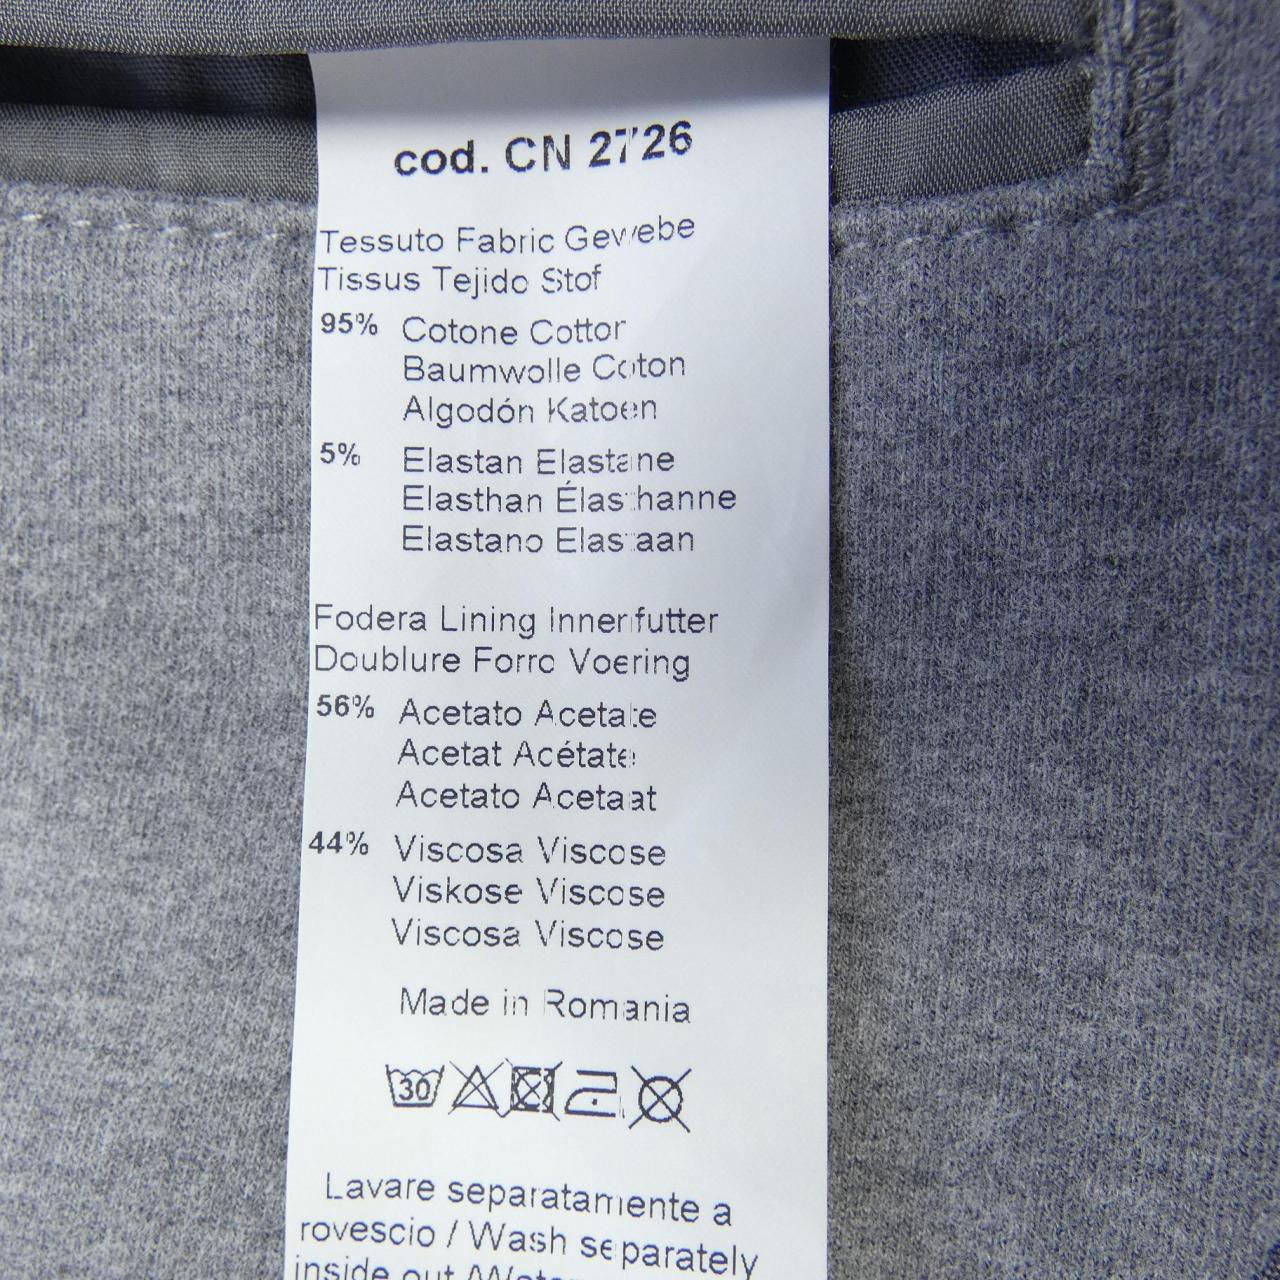 cod. CN 2726
Tessuto Fabric Gewebe
Tissus Tejido Stof
95% Cotone Cotton
Baumwolle Coton
Algodón Katoen
5% Elastan Elastane
Elasthan Élasthanne
Elastano Elastaan
Fodera Lining Innenfutter
Doublure Forro Voering
56% Acetato Acetate
Acetat Acétate
Acetato Acetaat
44% Viscosa Viscose
Viskose Viscose
Viscosa Viscose
Made in Romania
30
Lavare separatamente a
rovescio / Wash separately
inside out